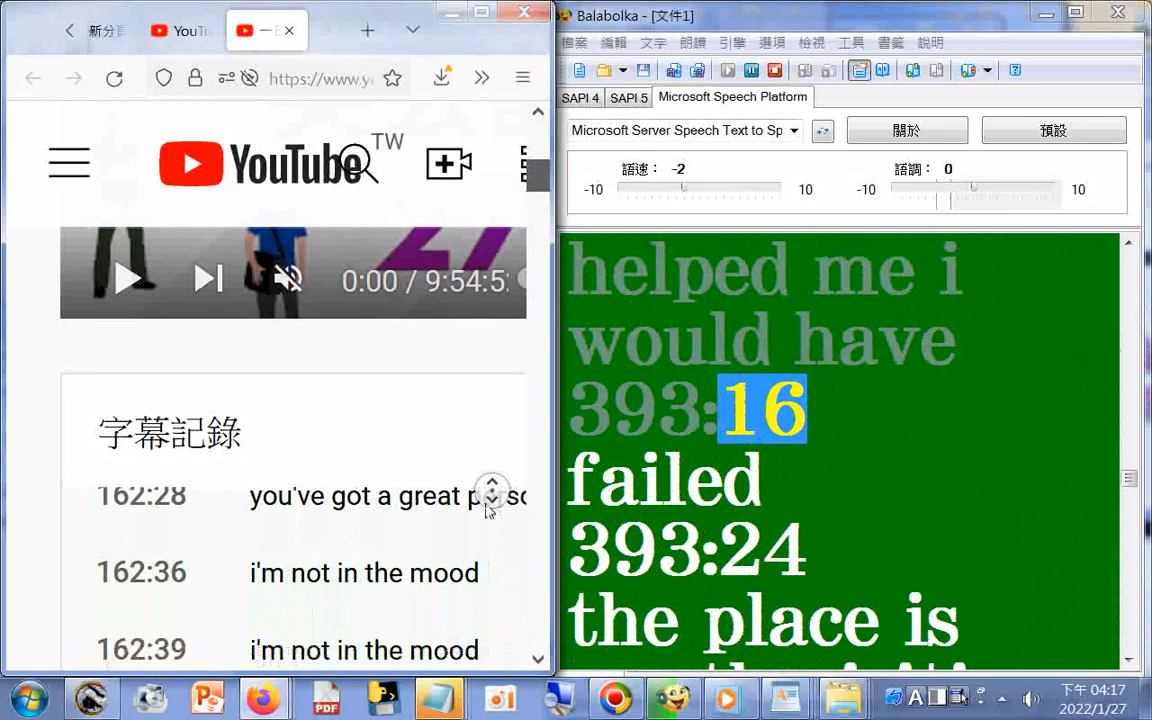 新分
YouTu
一 E
https://www.y
TW
YouTube
27
0:00 / 9:54:5
字幕記錄
162:28 you've got a great perso
162:36 i'm not in the mood
162:39 i'm not in the mood
Balabolka - [文件1]
檔案 編輯 文字 朗讀 引擎 選項 檢視 工具 書籤 說明
SAPI 4 SAPI 5 Microsoft Speech Platform
Microsoft Server Speech Text to Sp 關於 預設
語速： -2 語調： 0
-10 10 -10 10
helped me i
would have
393:16
failed
393:24
the place is
PDF
A
下午 04:17
2022/1/27